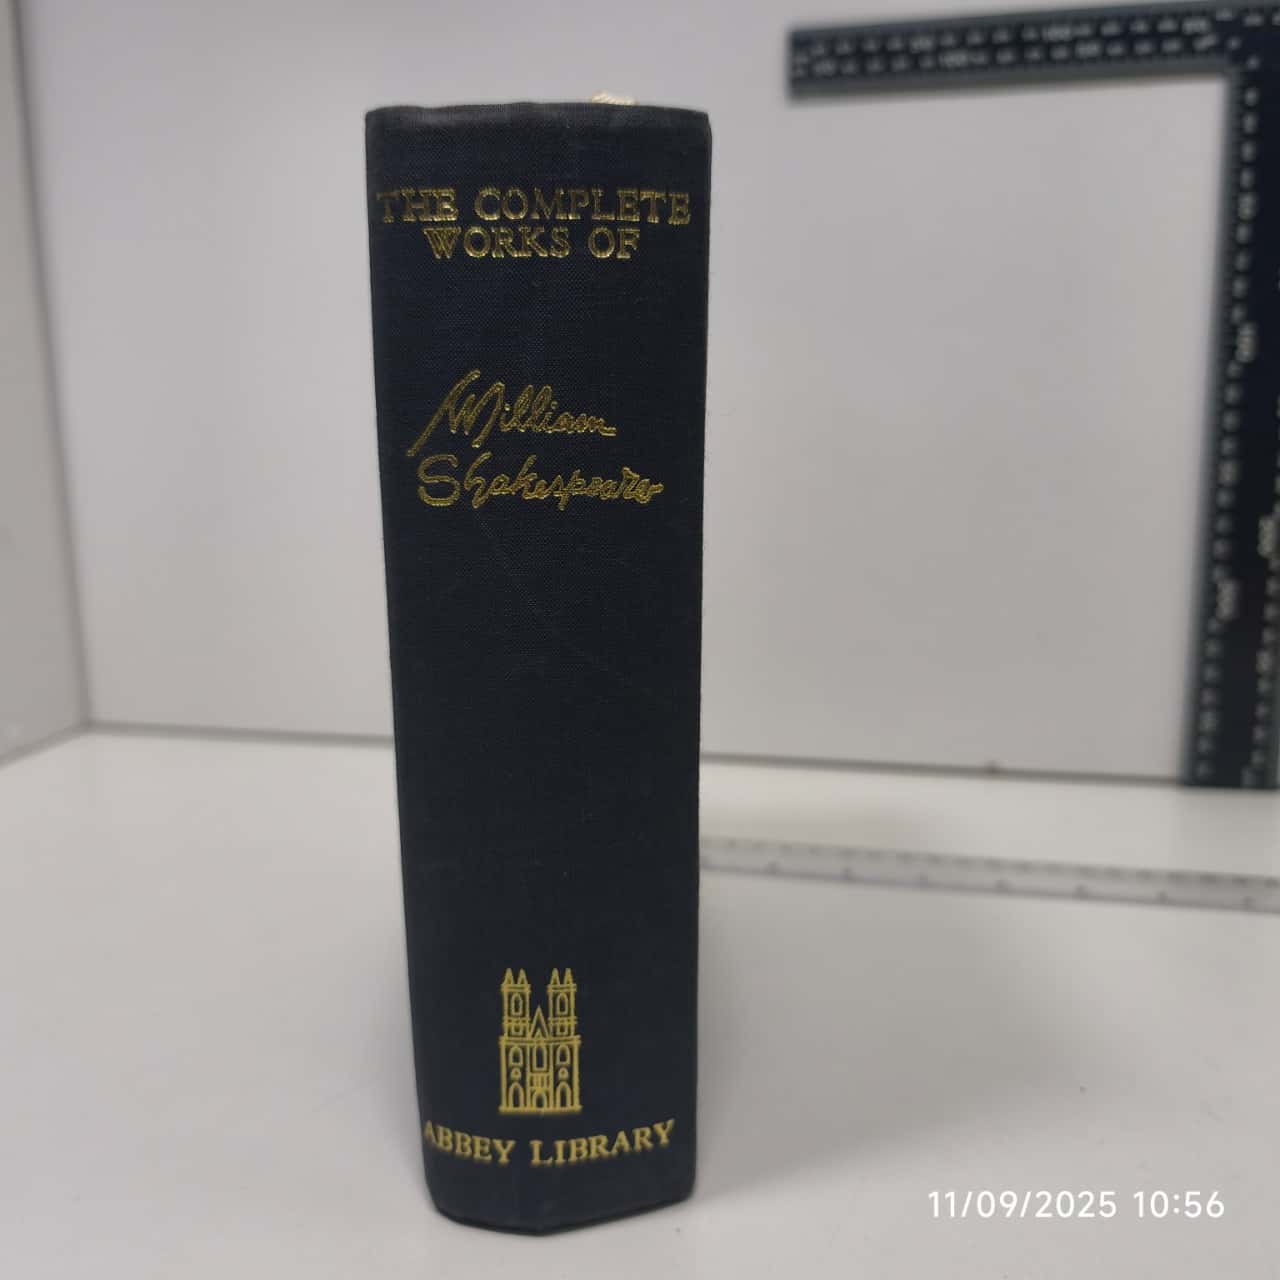 THE COMPLETE
WORKS OF
William
Shakespeare
ABBEY LIBRARY
11/09/2025 10:56